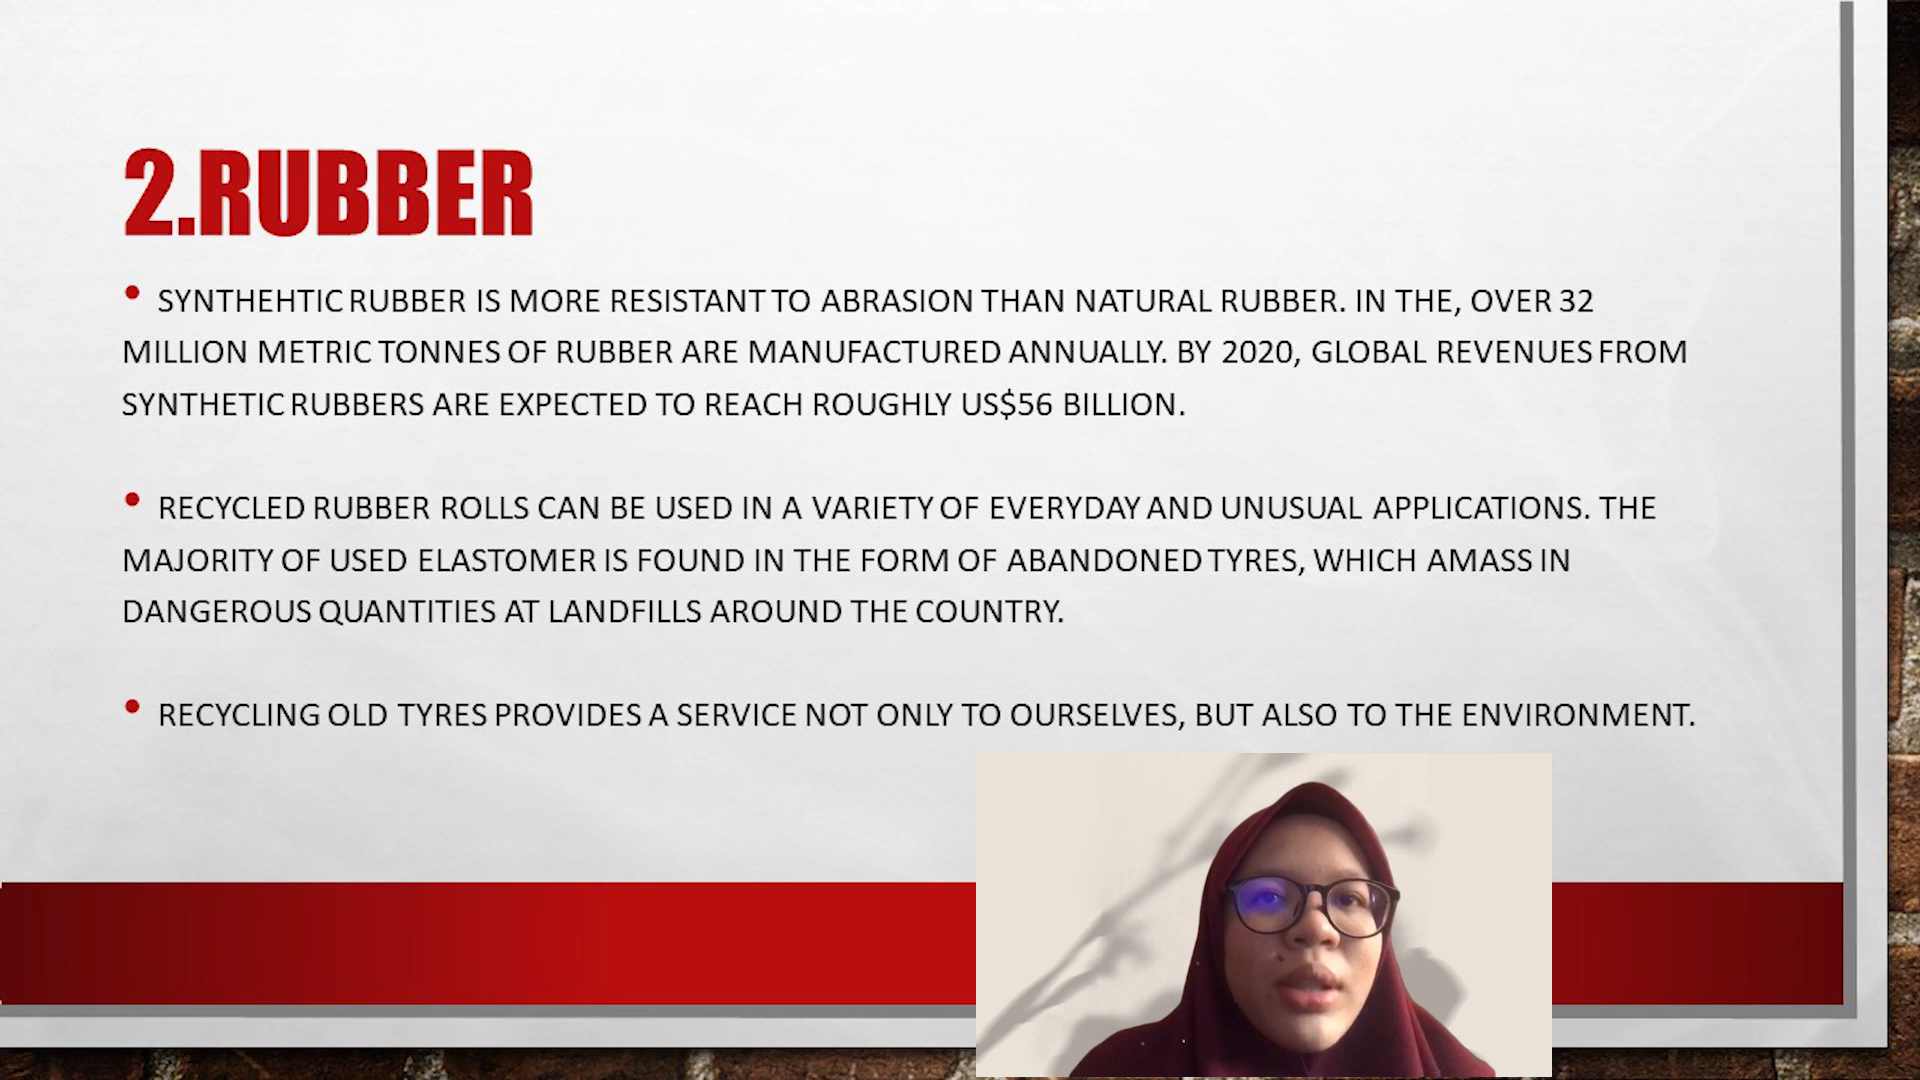 2.RUBBER
• SYNTHEHTIC RUBBER IS MORE RESISTANT TO ABRASION THAN NATURAL RUBBER. IN THE, OVER 32
MILLION METRIC TONNES OF RUBBER ARE MANUFACTURED ANNUALLY. BY 2020, GLOBAL REVENUES FROM
SYNTHETIC RUBBERS ARE EXPECTED TO REACH ROUGHLY US$56 BILLION.
• RECYCLED RUBBER ROLLS CAN BE USED IN A VARIETY OF EVERYDAY AND UNUSUAL APPLICATIONS. THE
MAJORITY OF USED ELASTOMER IS FOUND IN THE FORM OF ABANDONED TYRES, WHICH AMASS IN
DANGEROUS QUANTITIES AT LANDFILLS AROUND THE COUNTRY.
• RECYCLING OLD TYRES PROVIDES A SERVICE NOT ONLY TO OURSELVES, BUT ALSO TO THE ENVIRONMENT.